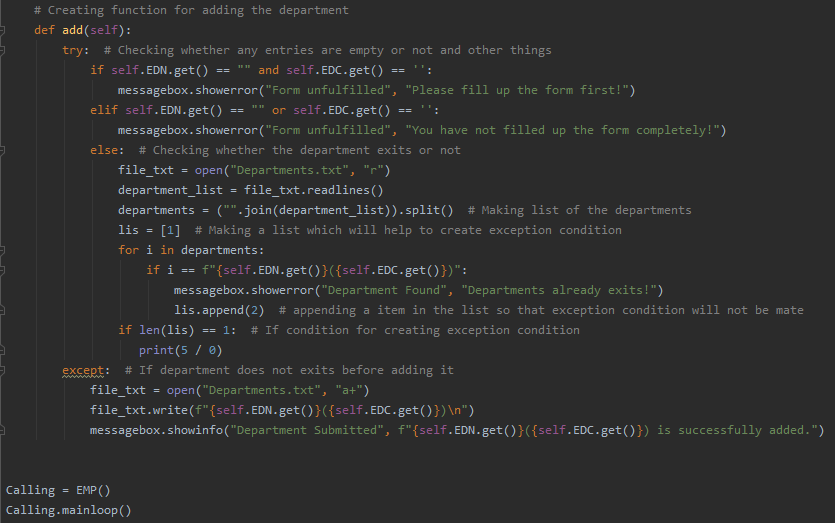 # Creating function for adding the department
def add(self):
try:  # Checking whether any entries are empty or not and other things
if self.EDN.get() == "" and self.EDC.get() == '':
messagebox.showerror("Form unfulfilled", "Please fill up the form first!")
elif self.EDN.get() == "" or self.EDC.get() == '':
messagebox.showerror("Form unfulfilled", "You have not filled up the form completely!")
else:  # Checking whether the department exits or not
file_txt = open("Departments.txt", "r")
department_list = file_txt.readlines()
departments = ("".join(department_list)).split()  # Making list of the departments
lis = [1]  # Making a list which will help to create exception condition
for i in departments:
if i == f"{self.EDN.get()}({self.EDC.get()})":
messagebox.showerror("Department Found", "Departments already exits!")
lis.append(2)  # appending a item in the list so that exception condition will not be mate
if len(lis) == 1:  # If condition for creating exception condition
print(5 / 0)
except:  # If department does not exits before adding it
file_txt = open("Departments.txt", "a+")
file_txt.write(f"{self.EDN.get()}({self.EDC.get()})\n")
messagebox.showinfo("Department Submitted", f"{self.EDN.get()}({self.EDC.get()}) is successfully added.")
Calling = EMP()
Calling.mainloop()